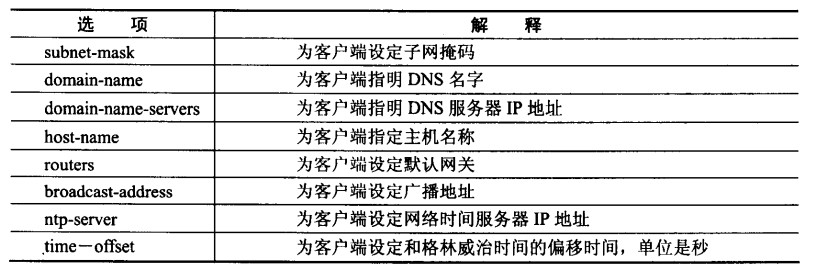 选 项 解 释
subnet-mask 为客户端设定子网掩码
domain-name 为客户端指明 DNS 名字
domain-name-servers 为客户端指明 DNS 服务器 IP 地址
host-name 为客户端指定主机名称
routers 为客户端设定默认网关
broadcast-address 为客户端设定广播地址
ntp-server 为客户端设定网络时间服务器 IP 地址
time－offset 为客户端设定和格林威治时间的偏移时间，单位是秒